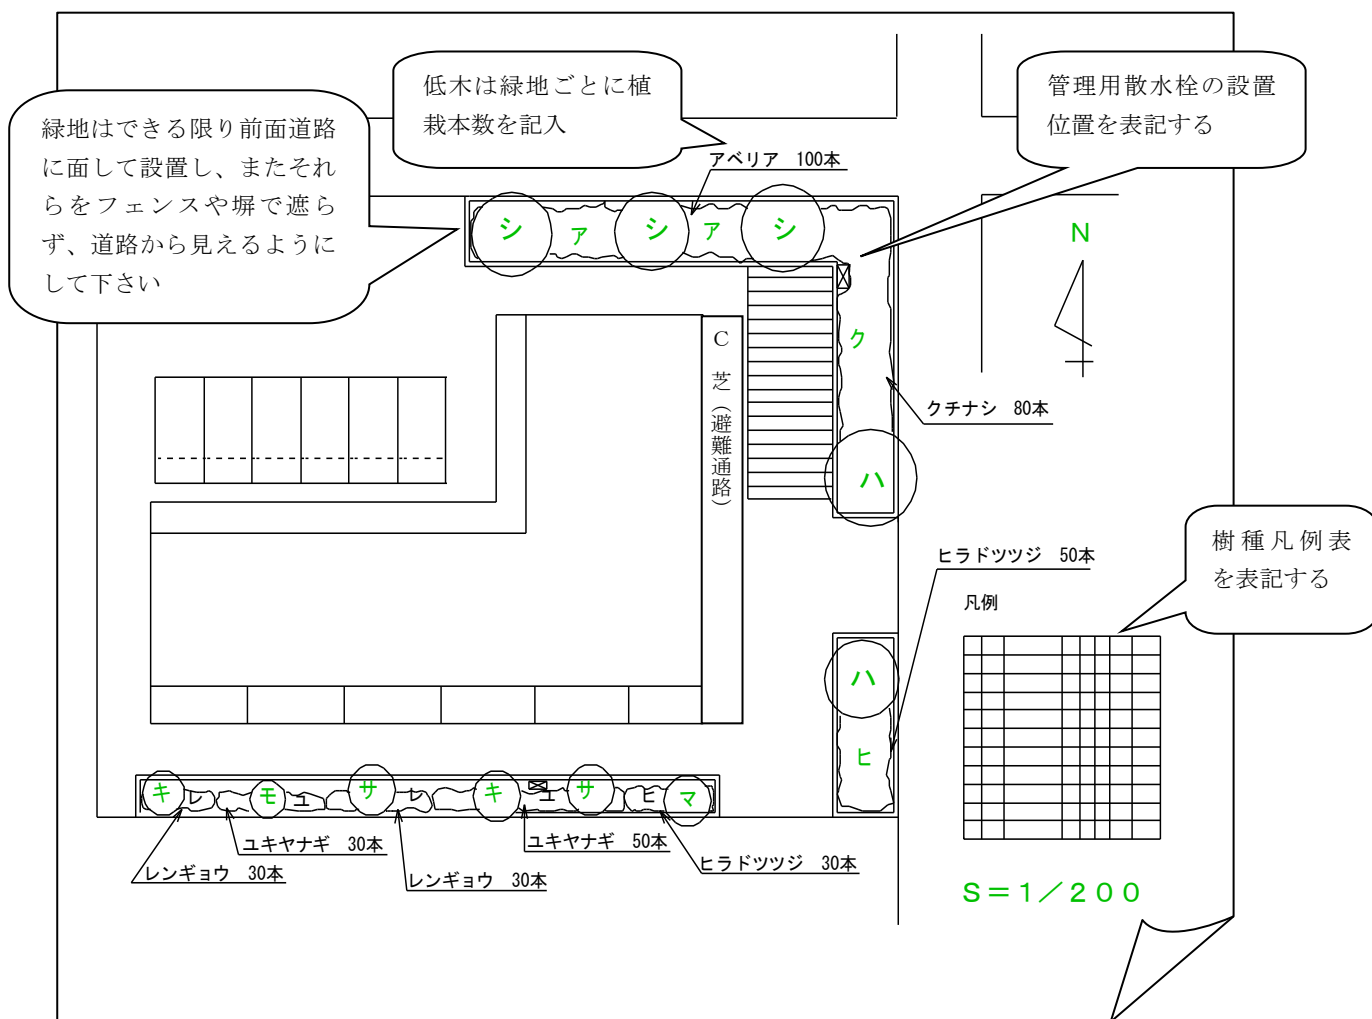 低木は緑地ごとに植
栽本数を記入
管理用散水栓の設置
位置を表記する
緑地はできる限り前面道路
に面して設置し、またそれ
らをフェンスや塀で遮ら
ず、道路から見えるように
して下さい
アベリア 100本
シ
ア
シ
ア
シ
N
C 芝(避難通路)
ク
クチナシ 80本
ハ
樹種凡例表
を表記する
ヒラドツツジ 50本
凡例
ハ
ヒ
キ
レ
モ
ユ
サ
レ
キ
ユ
サ
ヒ
マ
ユキヤナギ 30本
ユキヤナギ 50本
レンギョウ 30本
レンギョウ 30本
ヒラドツツジ 30本
S=1/200